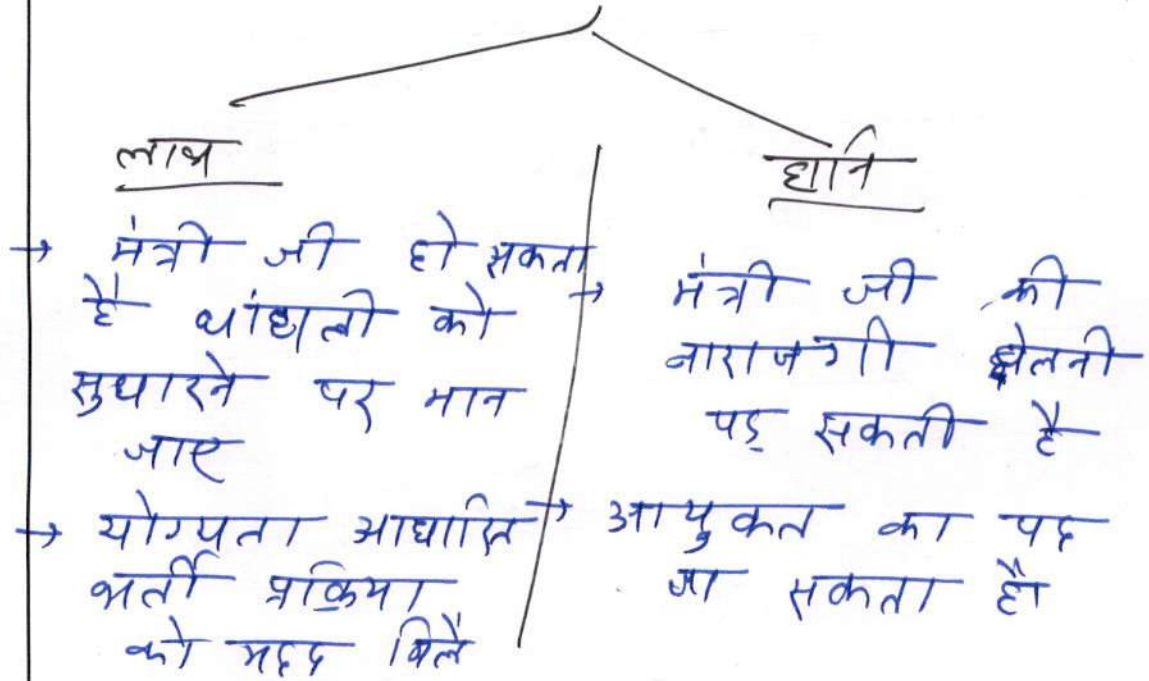 लाभ
→ मंत्री जी हो सकता
है धांधली को
सुधारने पर मान
जाए
→ योग्यता आधारित
भर्ती प्रक्रिया
को मदद मिले
हानि
→ मंत्री जी की
नाराजगी झेलनी
पड़ सकती है
→ आयुक्त का पद
जा सकता है